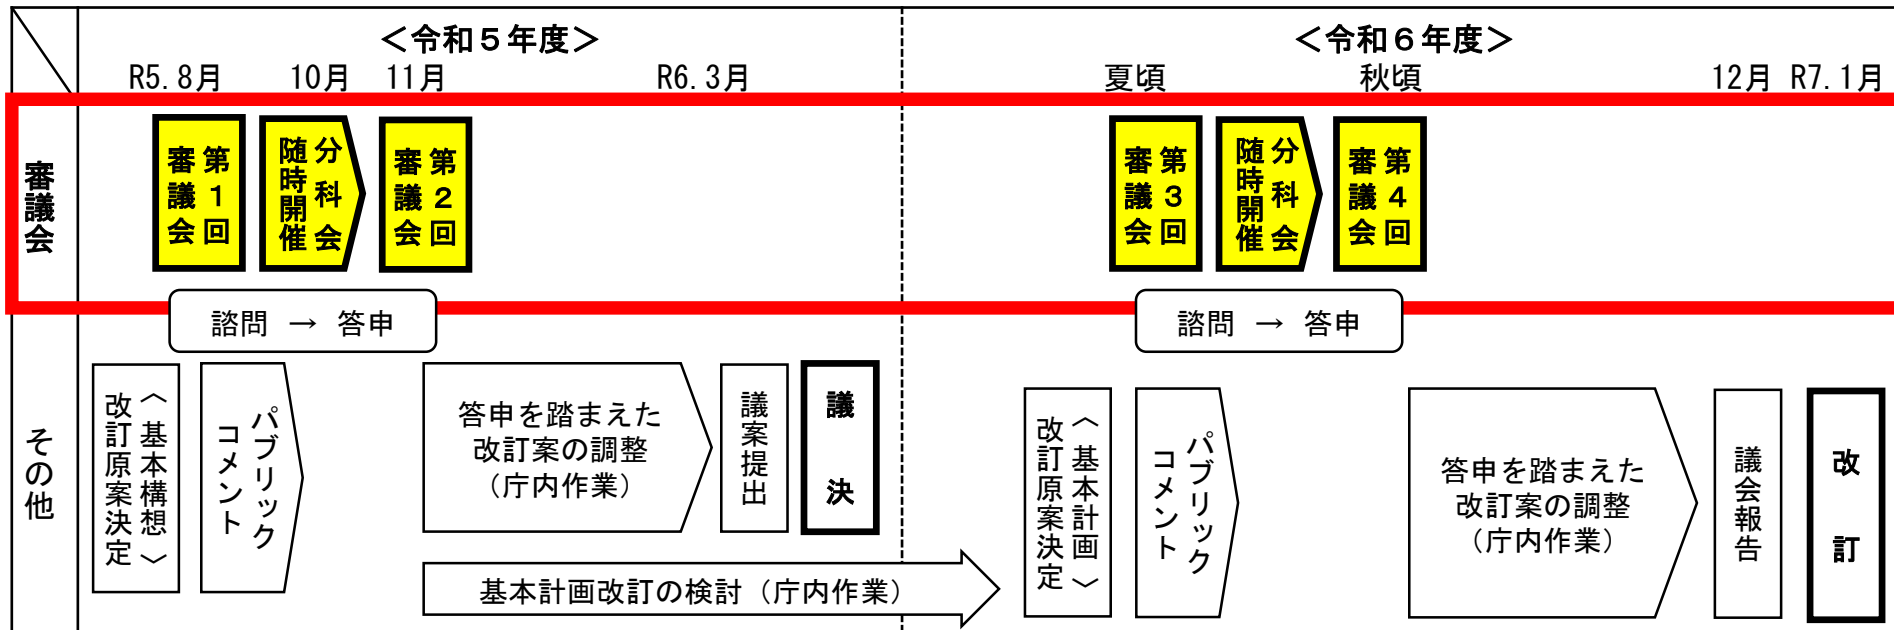 ＜令和５年度＞
＜令和６年度＞
R5.8月
10月
11月
R6.3月
夏頃
秋頃
12月
R7.1月
審議会
第１回
審議会
分科会
随時開催
第２回
審議会
第３回
審議会
分科会
随時開催
第４回
審議会
諮問 → 答申
諮問 → 答申
その他
〈基本構想〉
改訂原案決定
パブリック
コメント
答申を踏まえた
改訂案の調整
（庁内作業）
議案提出
議決
基本計画改訂の検討（庁内作業）
〈基本計画〉
改訂原案決定
パブリック
コメント
答申を踏まえた
改訂案の調整
（庁内作業）
議会報告
改訂